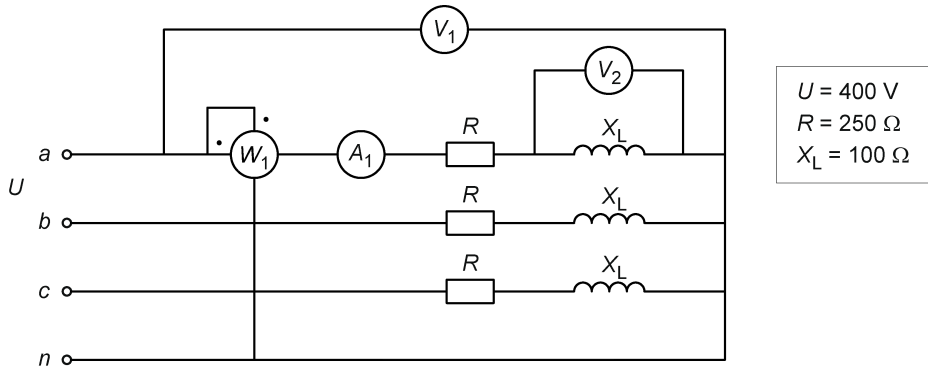 V1
V2
R
XL
a
W1
A1
U
R
XL
b
R
XL
c
n
U = 400 V
R = 250 Ω
XL = 100 Ω